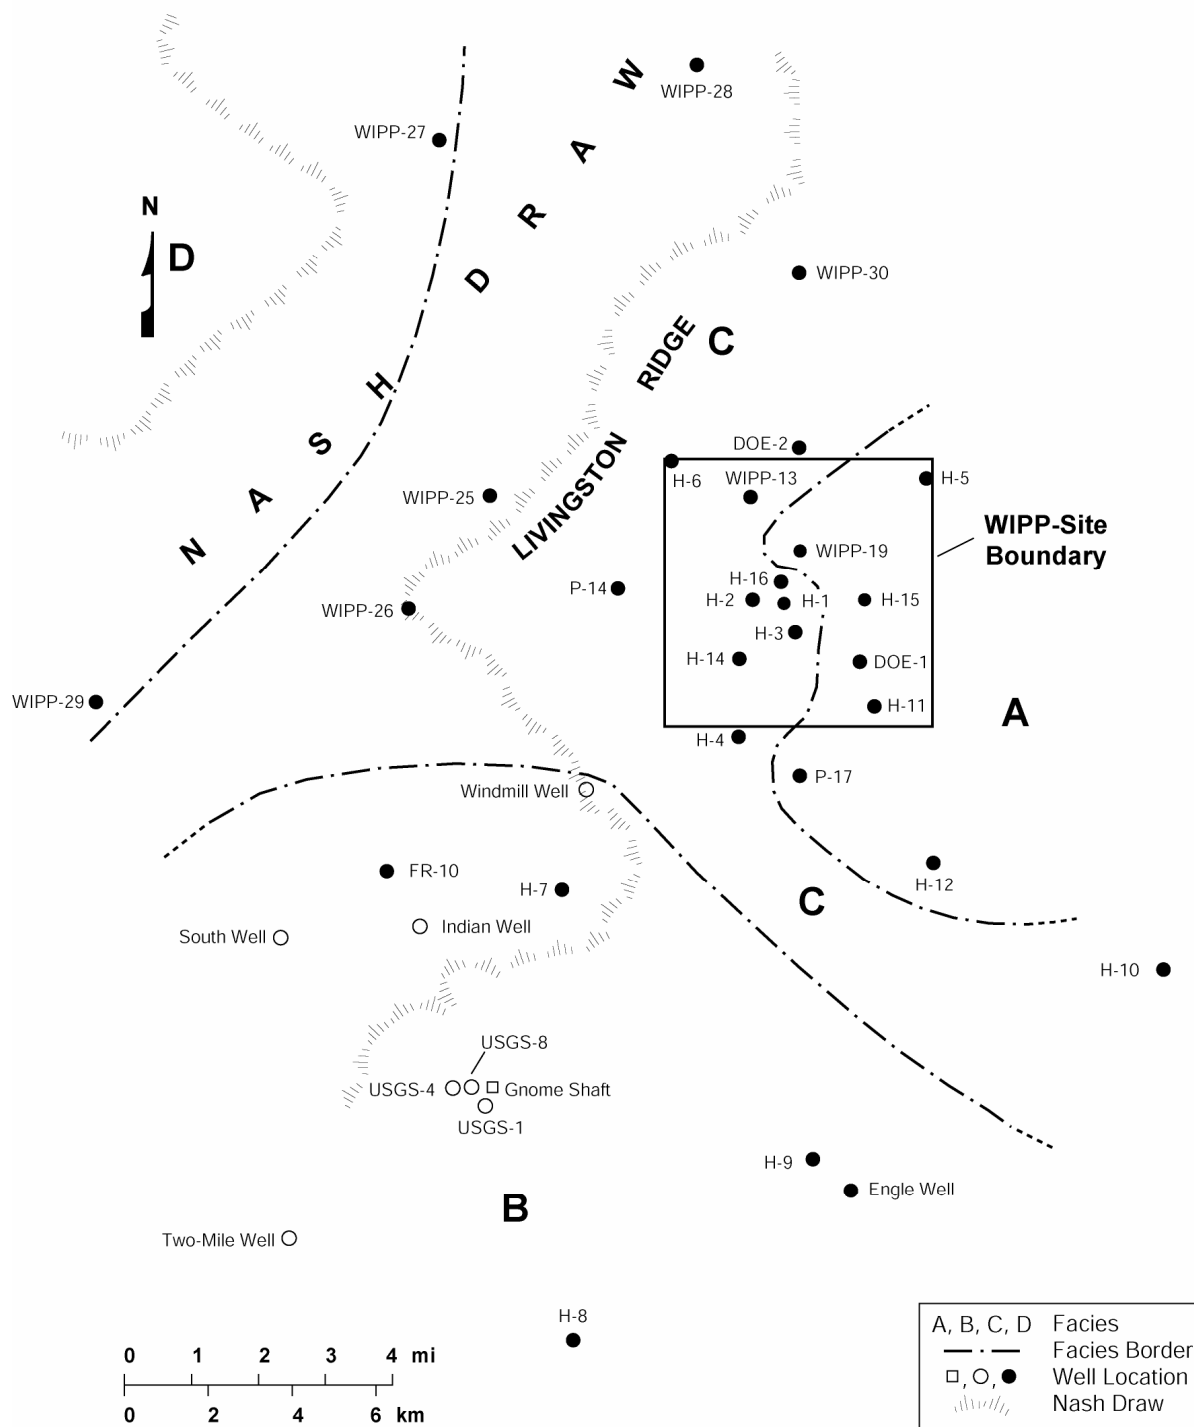 W
WIPP-28
WIPP-27
A
N
R
D
D
WIPP-30
C
RIDGE
H
S
DOE-2
LIVINGSTON
H-6
WIPP-13
H-5
WIPP-25
A
WIPP-Site
Boundary
N
WIPP-19
H-16
P-14
H-2
H-1
H-15
WIPP-26
H-3
H-14
DOE-1
WIPP-29
H-11
A
H-4
P-17
Windmill Well
FR-10
H-7
H-12
C
Indian Well
South Well
H-10
USGS-8
USGS-4
Gnome Shaft
USGS-1
H-9
Engle Well
B
Two-Mile Well
H-8
0 1 2 3 4 mi
0 2 4 6 km
A, B, C, D Facies
Facies Border
, , Well Location
Nash Draw